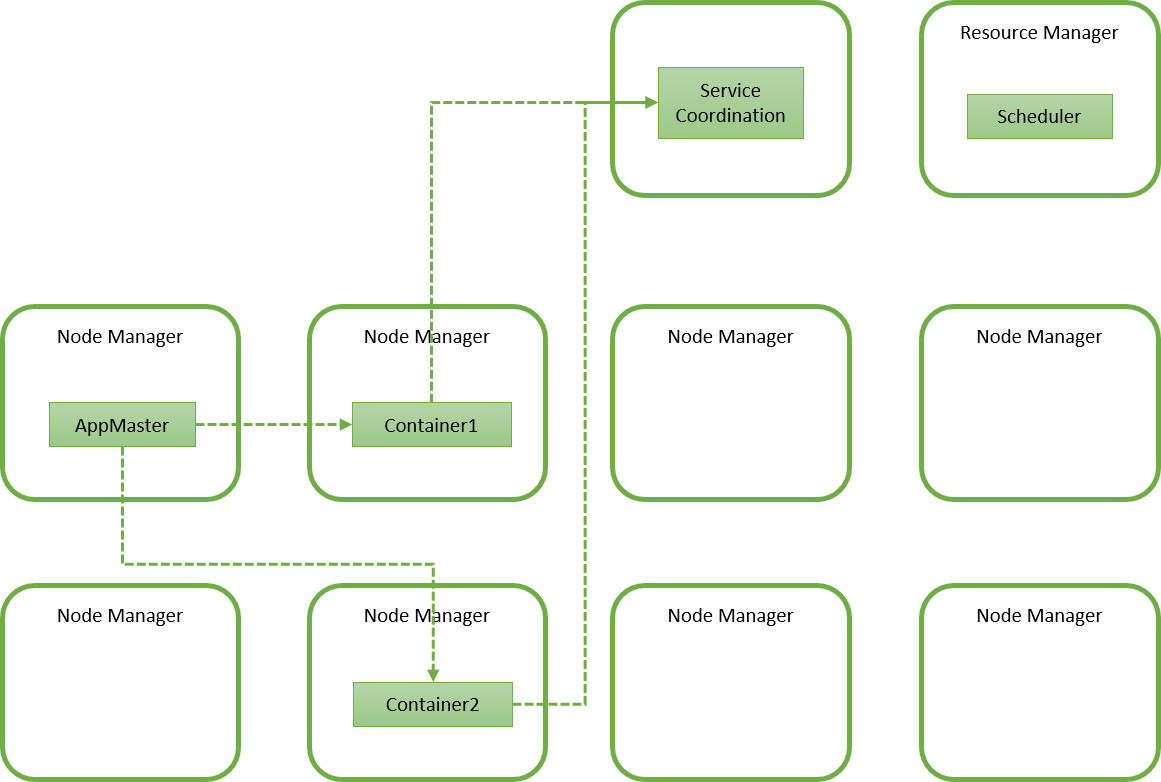 Service
Coordination
Resource Manager
Scheduler
Node Manager
AppMaster
Node Manager
Container1
Node Manager
Node Manager
Node Manager
Node Manager
Container2
Node Manager
Node Manager